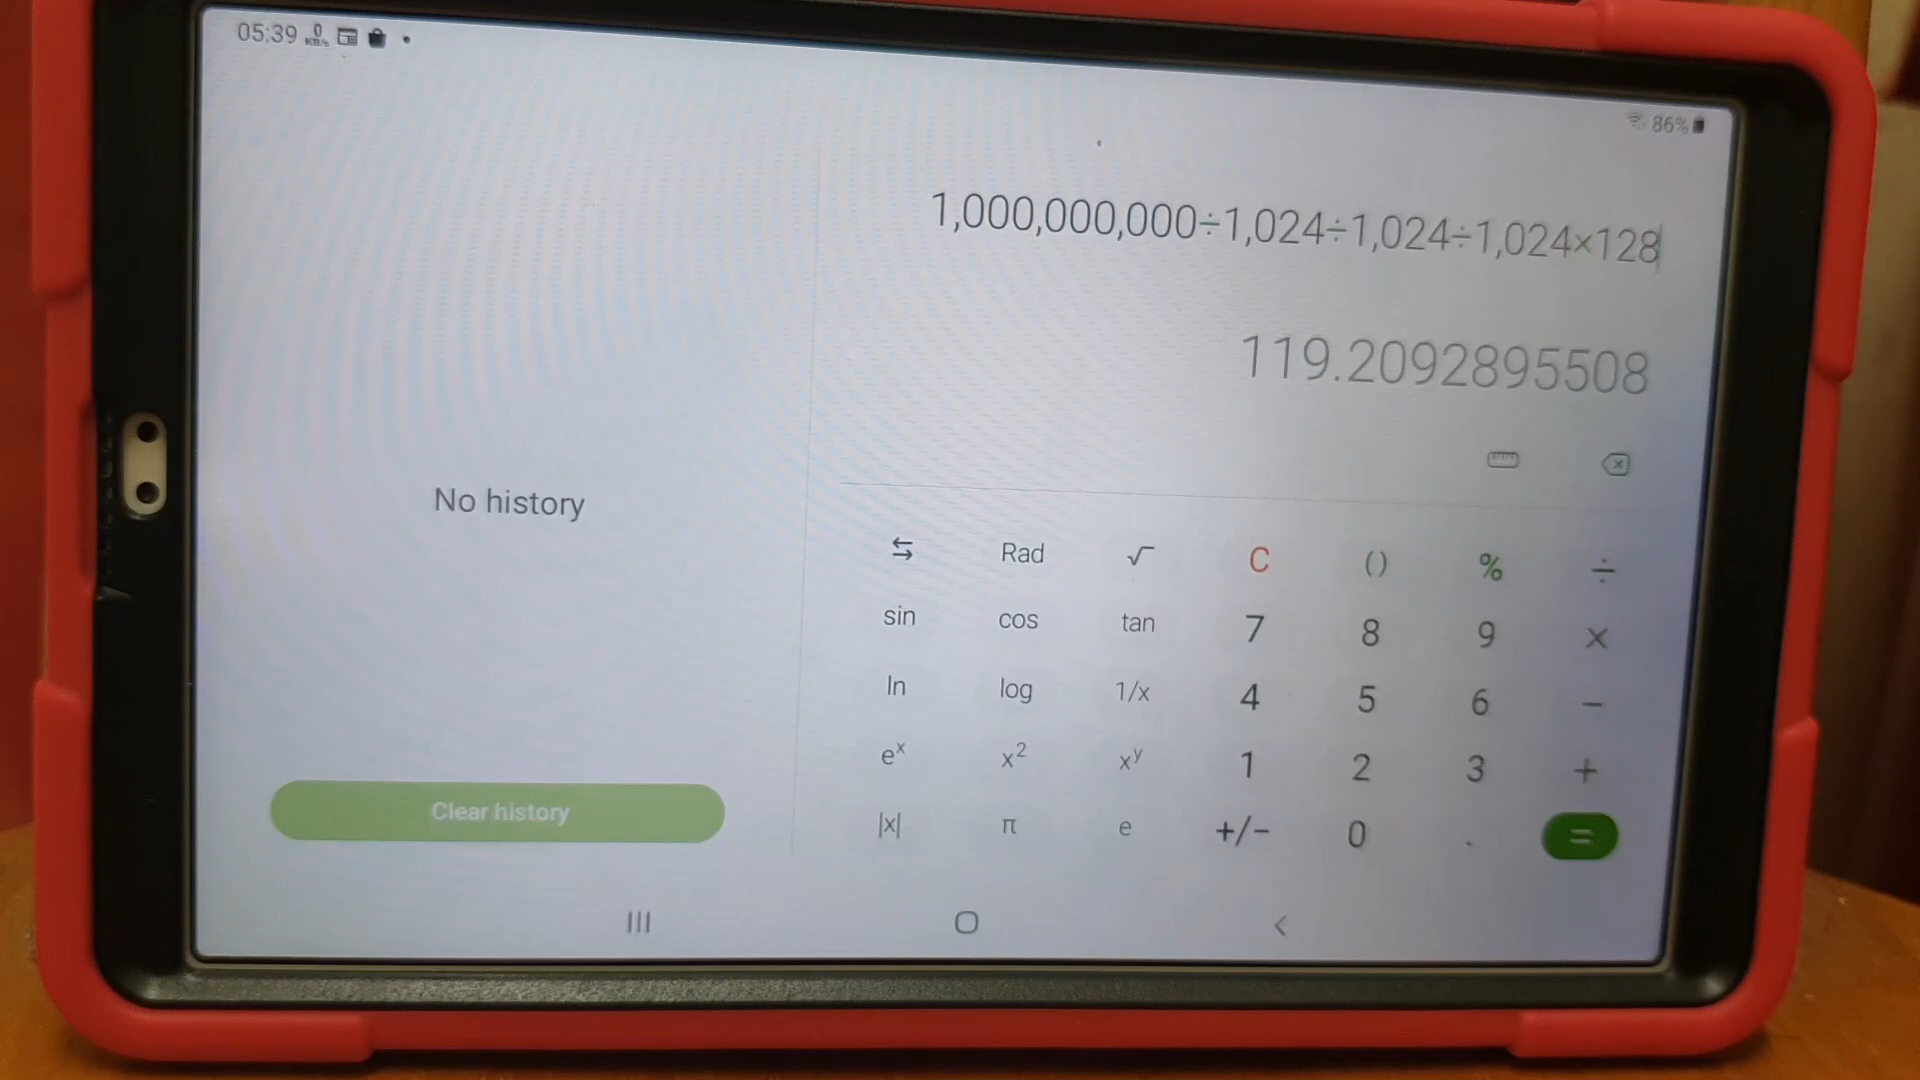 05:39 0 KB/s
86%
1,000,000,000÷1,024÷1,024÷1,024×128
119.2092895508
No history
Rad √ C () % ÷
sin cos tan 7 8 9 ×
ln log 1/x 4 5 6 −
eˣ x² xʸ 1 2 3 +
|x| π e +/− 0 . =
Clear history